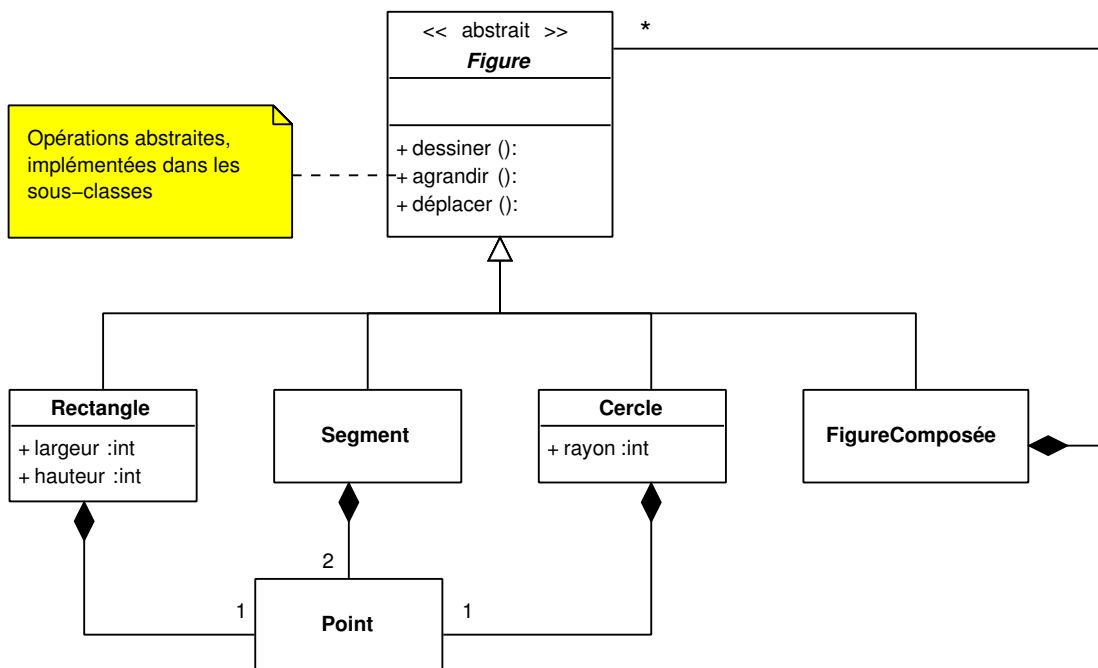 << abstrait >>
Figure
*
Opérations abstraites,
implémentées dans les
sous−classes
+ dessiner ():
+ agrandir ():
+ déplacer ():
Rectangle
+ largeur :int
+ hauteur :int
Segment
Cercle
+ rayon :int
FigureComposée
2
1
Point
1